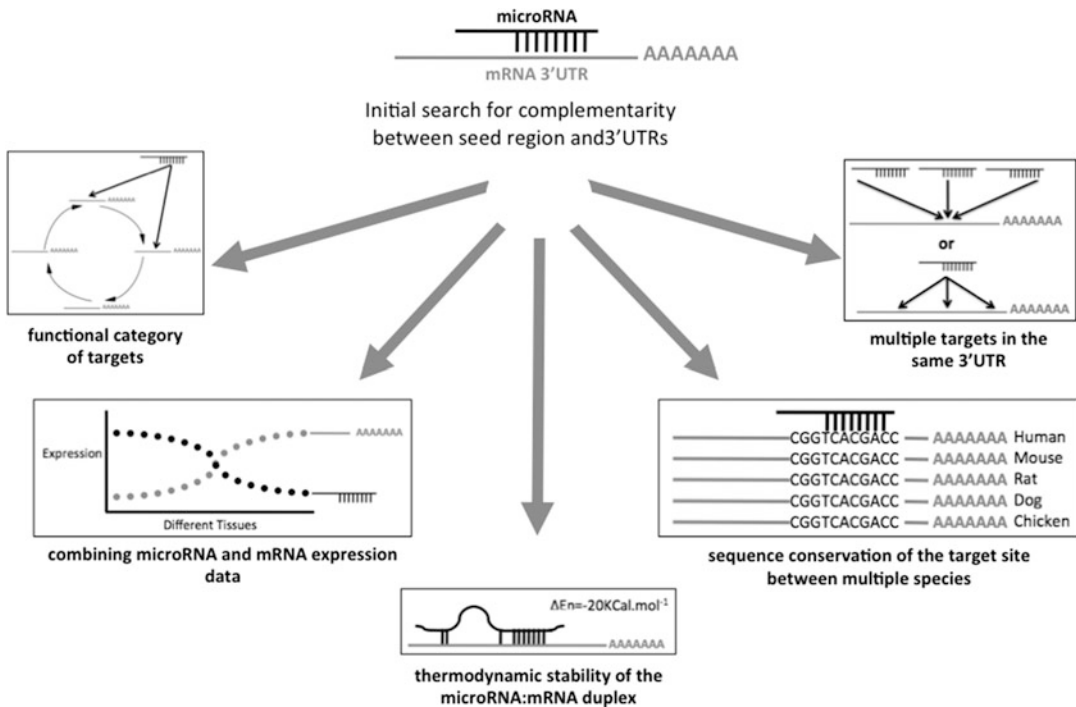 microRNA
AAAAAAA
mRNA 3'UTR
Initial search for complementarity
between seed region and3'UTRs
AAAAAAA
AAAAAAA
AAAAAAA
AAAAAAA
functional category
of targets
AAAAAAA
or
AAAAAAA
multiple targets in the
same 3'UTR
Expression
AAAAAAA
Different Tissues
combining microRNA and mRNA expression
data
CGGTCACGACC AAAAAAA Human
CGGTCACGACC AAAAAAA Mouse
CGGTCACGACC AAAAAAA Rat
CGGTCACGACC AAAAAAA Dog
CGGTCACGACC AAAAAAA Chicken
sequence conservation of the target site
between multiple species
ΔEn=-20KCal.mol⁻¹
AAAAAAA
thermodynamic stability of the
microRNA:mRNA duplex